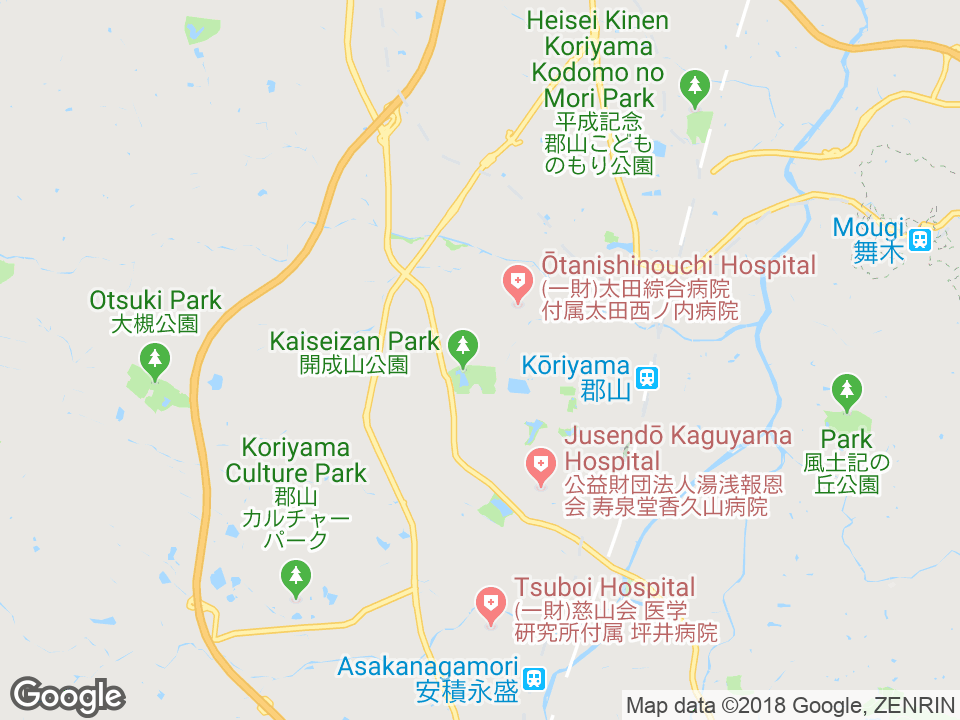 Heisei Kinen
Koriyama
Kodomo no
Mori Park
平成記念
郡山こども
のもり公園
Mougi
舞木
Ōtanishinouchi Hospital
(一財)太田綜合病院
付属太田西ノ内病院
Otsuki Park
大槻公園
Kaiseizan Park
開成山公園
Kōriyama
郡山
Park
風土記の
丘公園
Koriyama
Culture Park
郡山
カルチャー
パーク
Jusendō Kaguyama
Hospital
公益財団法人湯浅報恩
会 寿泉堂香久山病院
Tsuboi Hospital
(一財)慈山会 医学
研究所付属 坪井病院
Asakanagamori
安積永盛
Google
Map data ©2018 Google, ZENRIN